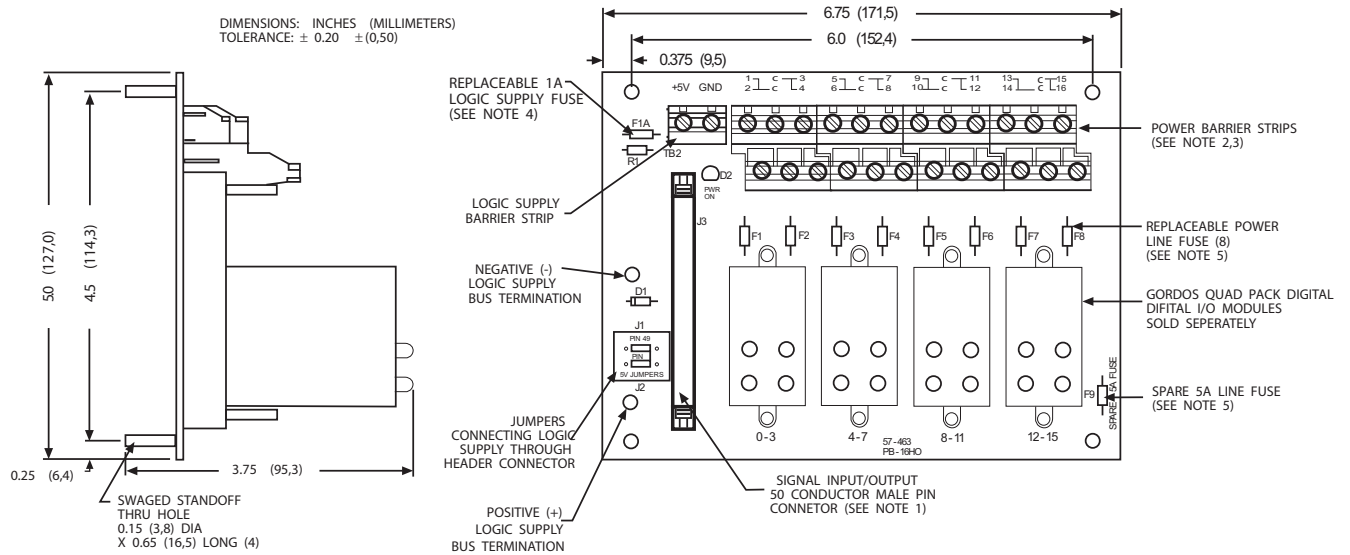 DIMENSIONS: INCHES (MILLIMETERS)
TOLERANCE: ± 0.20 ±(0,50)
5.0 (127,0)
4.5 (114,3)
0.25 (6,4)
3.75 (95,3)
SWAGED STANDOFF
THRU HOLE
0.15 (3,8) DIA
X 0.65 (16,5) LONG (4)
6.75 (171,5)
6.0 (152,4)
0.375 (9,5)
REPLACEABLE 1A
LOGIC SUPPLY FUSE
(SEE NOTE 4)
LOGIC SUPPLY
BARRIER STRIP
NEGATIVE (-)
LOGIC SUPPLY
BUS TERMINATION
JUMPERS
CONNECTING LOGIC
SUPPLY THROUGH
HEADER CONNECTOR
POSITIVE (+)
LOGIC SUPPLY
BUS TERMINATION
+5V GND
1 C 3 5 C 7 9 C 11 13 C 15
2 C 4 6 C 8 10 C 12 14 C 16
F1A
R1
TB2
D2
PWR
ON
J3
F1 F2 F3 F4 F5 F6 F7 F8
D1
J1
PIN 49
PIN
5V JUMPERS
J2
0-3 4-7 8-11 12-15
57-463
PB-16HO
F9
SPARE 5A FUSE
POWER BARRIER STRIPS
(SEE NOTE 2,3)
REPLACEABLE POWER
LINE FUSE (8)
(SEE NOTE 5)
GORDOS QUAD PACK DIGITAL
DIFITAL I/O MODULES
SOLD SEPERATELY
SPARE 5A LINE FUSE
(SEE NOTE 5)
SIGNAL INPUT/OUTPUT
50 CONDUCTOR MALE PIN
CONNETOR (SEE NOTE 1)